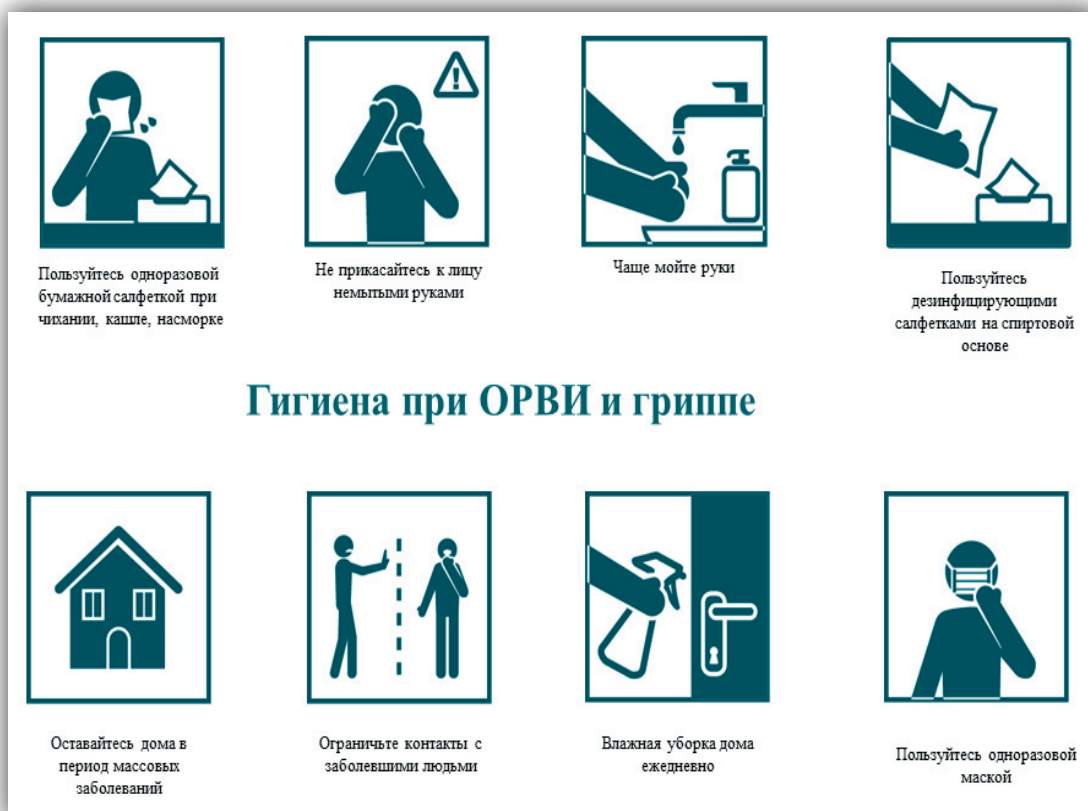 Пользуйтесь одноразовой
бумажной салфеткой при
чихании, кашле, насморке
Не прикасайтесь к лицу
немытыми руками
Чаще мойте руки
Пользуйтесь
дезинфицирующими
салфетками на спиртовой
основе
Гигиена при ОРВИ и гриппе
Оставайтесь дома в
период массовых
заболеваний
Ограничьте контакты с
заболевшими людьми
Влажная уборка дома
ежедневно
Пользуйтесь одноразовой
маской